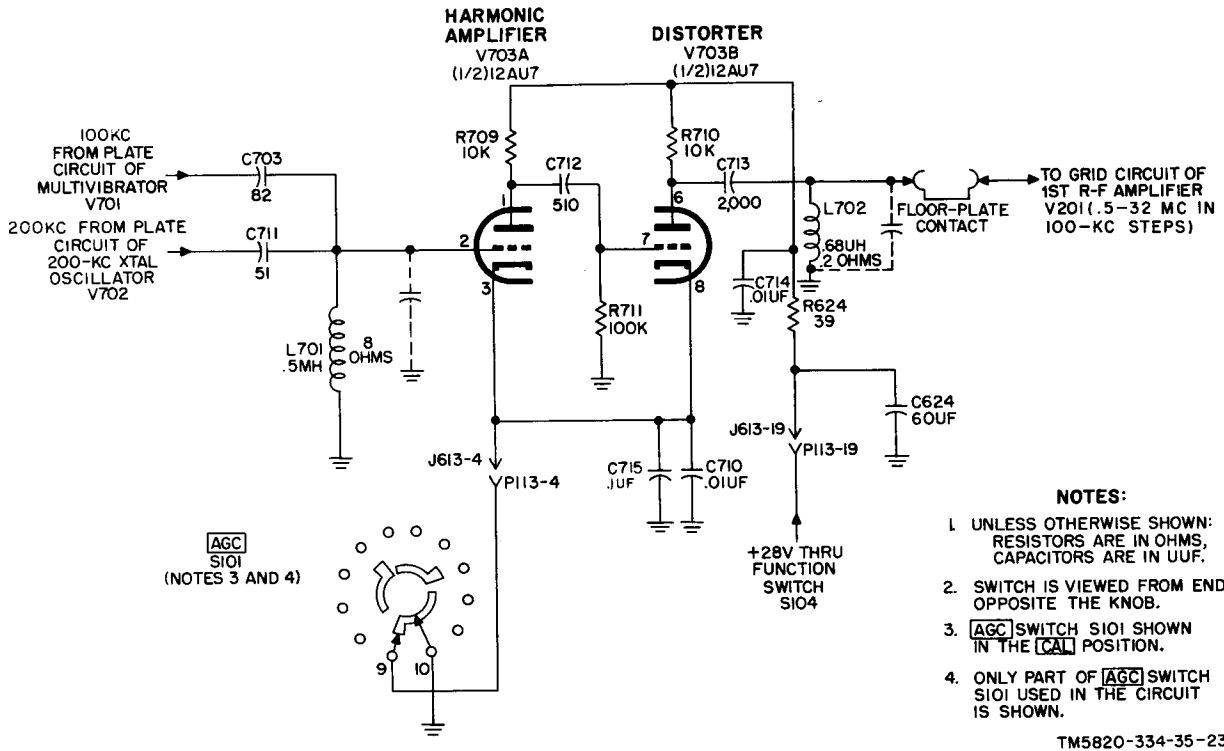 HARMONIC
AMPLIFIER
V703A
(1/2)12AU7
DISTORTER
V703B
(1/2)12AU7
100KC
FROM PLATE
CIRCUIT OF
MULTIVIBRATOR
V701
C703
82
200KC FROM PLATE
CIRCUIT OF
200-KC XTAL
OSCILLATOR
V702
C711
51
L701
.5MH
8
OHMS
R709
10K
C712
510
1
2
3
R711
100K
R710
10K
C713
2,000
6
7
8
L702
.68UH
.2 OHMS
FLOOR-PLATE
CONTACT
TO GRID CIRCUIT OF
1ST R-F AMPLIFIER
V201(.5-32 MC IN
100-KC STEPS)
C714
.01UF
R624
39
C624
60UF
J613-19
P113-19
+28V THRU
FUNCTION
SWITCH
S104
J613-4
P113-4
C715
.1UF
C710
.01UF
AGC
S101
(NOTES 3 AND 4)
9
10
NOTES:
1. UNLESS OTHERWISE SHOWN:
RESISTORS ARE IN OHMS,
CAPACITORS ARE IN UUF.
2. SWITCH IS VIEWED FROM END
OPPOSITE THE KNOB.
3. AGC SWITCH S101 SHOWN
IN THE CAL POSITION.
4. ONLY PART OF AGC SWITCH
S101 USED IN THE CIRCUIT
IS SHOWN.
TM5820-334-35-23